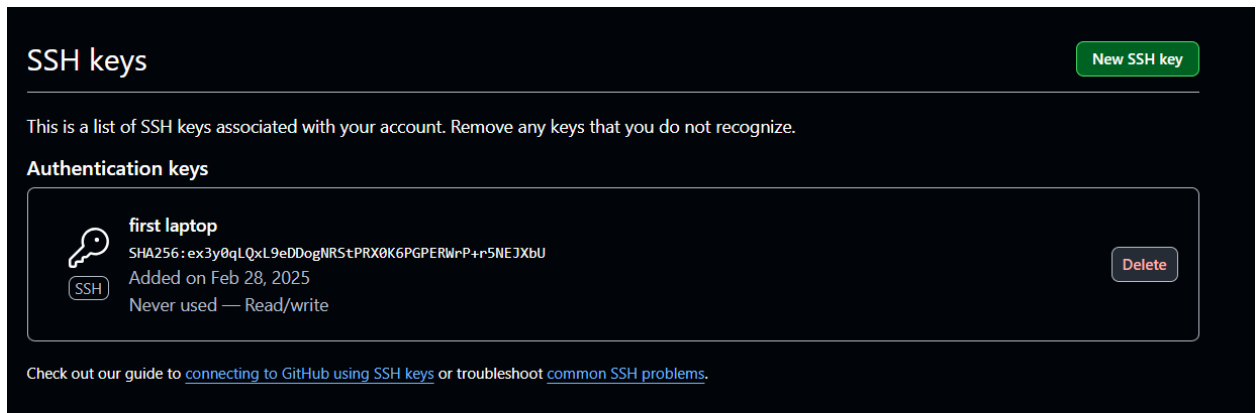 SSH keys
New SSH key
This is a list of SSH keys associated with your account. Remove any keys that you do not recognize.
Authentication keys
first laptop
SHA256:ex3y0qLQxL9eDDogNRStPRX0K6PGPERWrP+r5NEJXbU
Added on Feb 28, 2025
Never used — Read/write
SSH
Delete
Check out our guide to connecting to GitHub using SSH keys or troubleshoot common SSH problems.